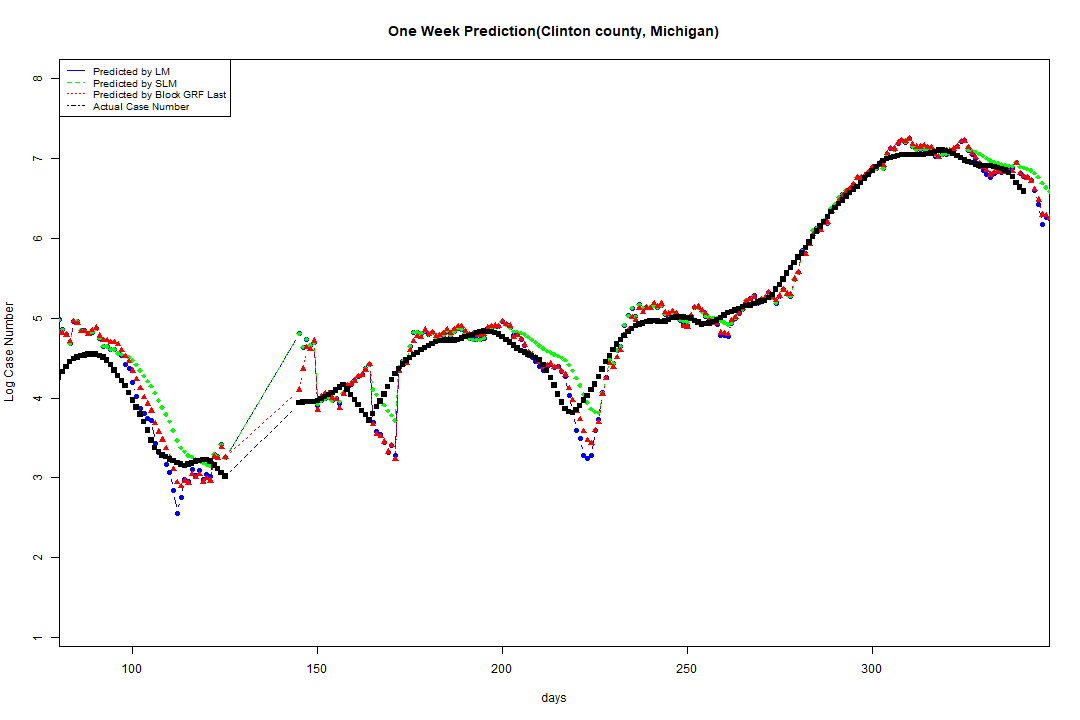 One Week Prediction(Clinton county, Michigan)
Predicted by LM
Predicted by SLM
Predicted by Block GRF Last
Actual Case Number
Log Case Number
8
7
6
5
4
3
2
1
100 150 200 250 300
days